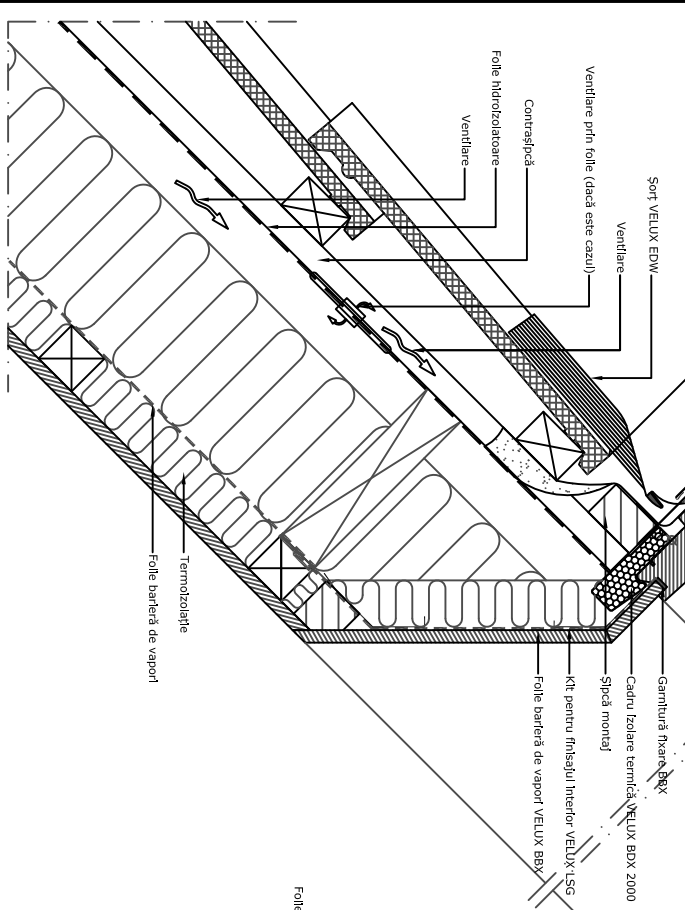 Șorț VELUX EDW
Ventilare
Ventilare prin folie (dacă este cazul)
Contrașipcă
Folie hidroizolatoare
Ventilare
Garnitură fixare BBX
Cadru izolare termică VELUX BDX 2000
Șipcă montaj
Kit pentru finisajul interior VELUX LSG
Folie barieră de vapori VELUX BBX
Termoizolație
Folie barieră de vapori
Folie